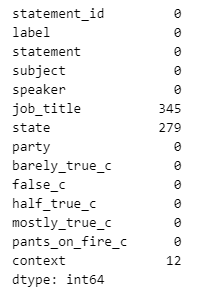 statement_id 0
label 0
statement 0
subject 0
speaker 0
job_title 345
state 279
party 0
barely_true_c 0
false_c 0
half_true_c 0
mostly_true_c 0
pants_on_fire_c 0
context 12
dtype: int64